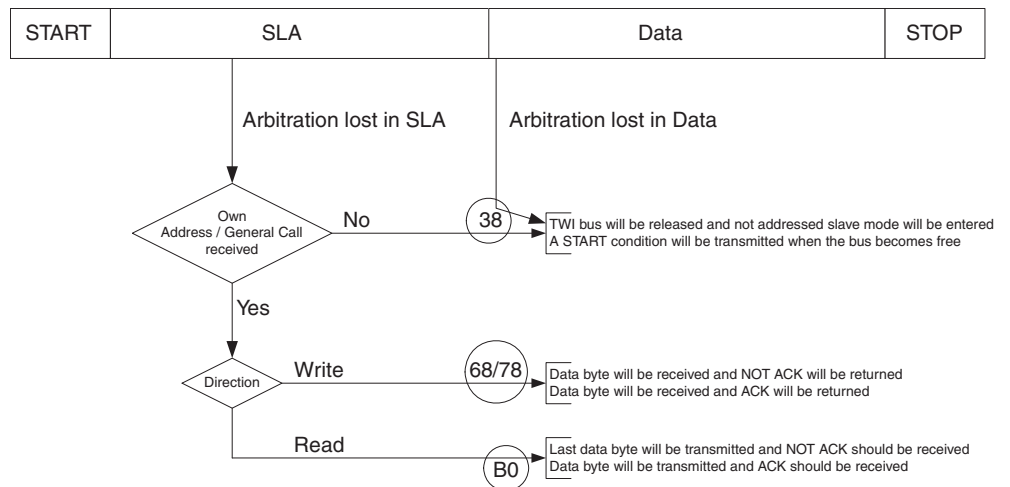 START SLA Data STOP
Arbitration lost in SLA Arbitration lost in Data
Own
Address / General Call
received
No
38
TWI bus will be released and not addressed slave mode will be entered
A START condition will be transmitted when the bus becomes free
Yes
Direction
Write
68/78
Data byte will be received and NOT ACK will be returned
Data byte will be received and ACK will be returned
Read
B0
Last data byte will be transmitted and NOT ACK should be received
Data byte will be transmitted and ACK should be received